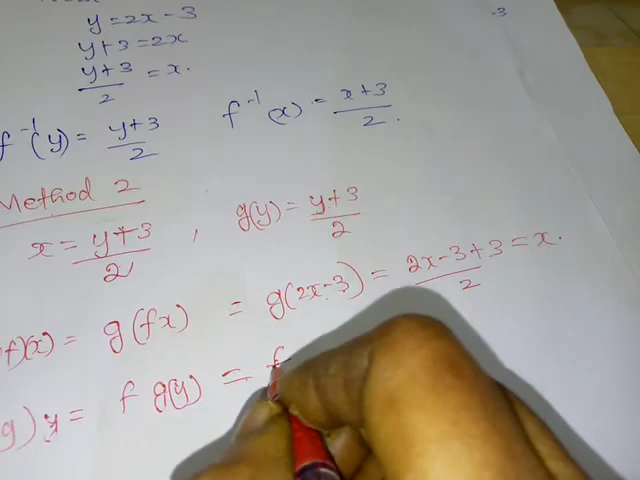 y = 2x - 3
y + 3 = 2x
y + 3 / 2 = x.
f⁻¹(y) = y + 3 / 2    f⁻¹(x) = x + 3 / 2.
Method 2
x = y + 3 / 2 , g(y) = y + 3 / 2
f)(x) = g(fx) = g(2x - 3) = 2x - 3 + 3 / 2 = x.
g) y = f g(y) = f